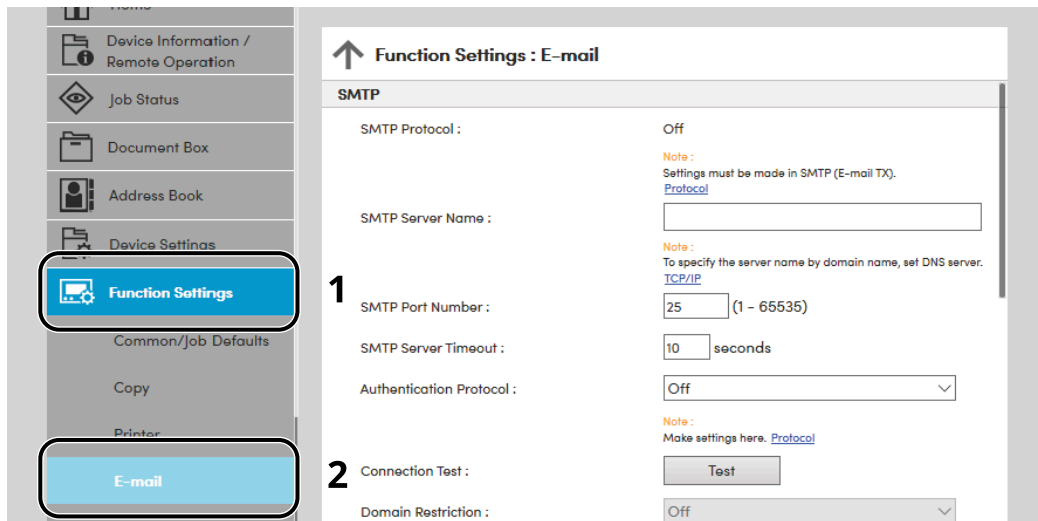 Home
Device Information /
Remote Operation
Job Status
Document Box
Address Book
Device Settings
Function Settings
1
Common/Job Defaults
Copy
Printer
E-mail
2
Function Settings : E-mail
SMTP
SMTP Protocol :
Off
Note :
Settings must be made in SMTP (E-mail TX).
Protocol
SMTP Server Name :
Note :
To specify the server name by domain name, set DNS server.
TCP/IP
SMTP Port Number :
25
(1 - 65535)
SMTP Server Timeout :
10
seconds
Authentication Protocol :
Off
Note :
Make settings here. Protocol
Connection Test :
Test
Domain Restriction :
Off